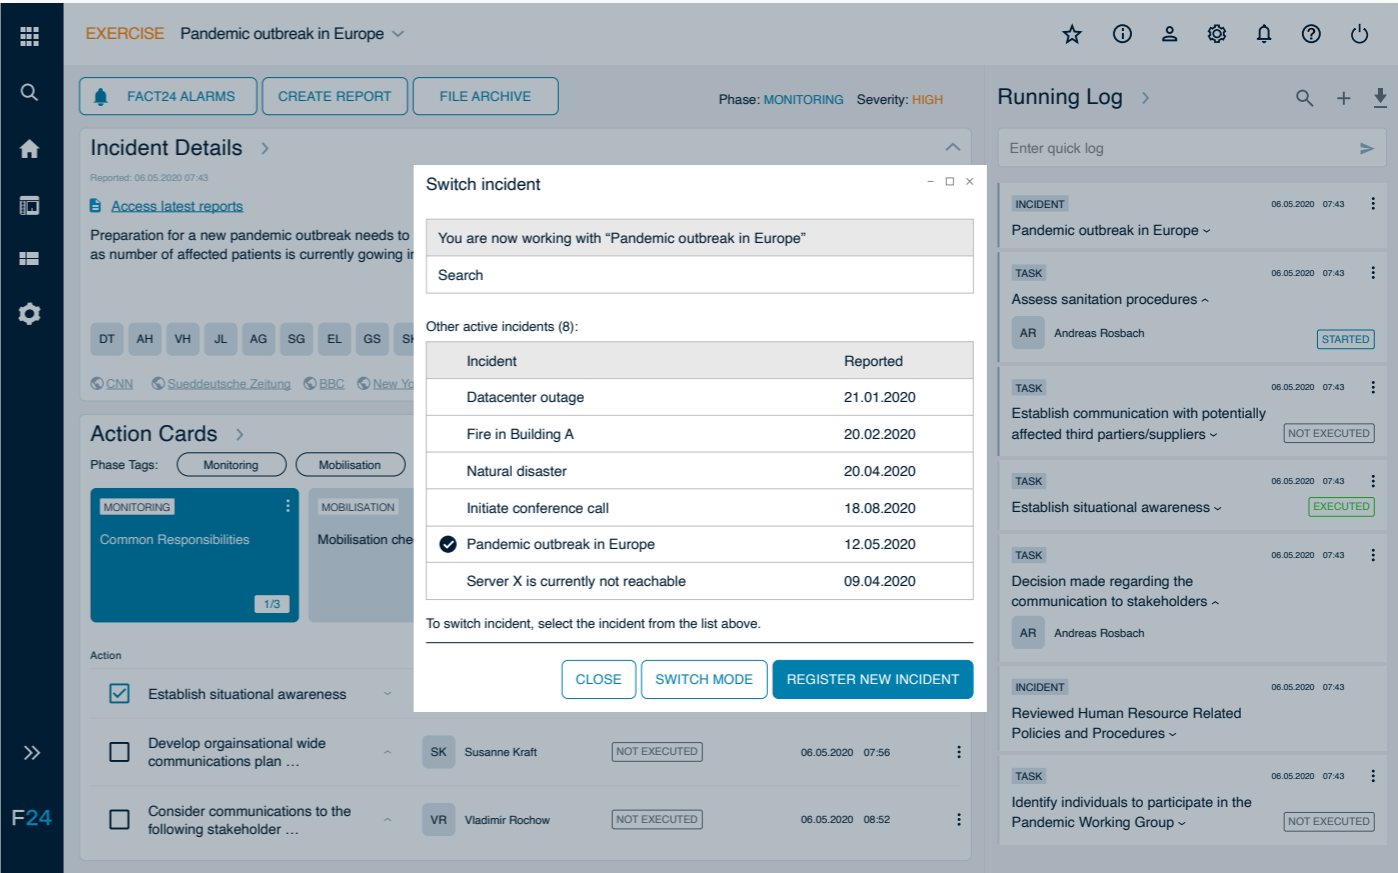 EXERCISE Pandemic outbreak in Europe
FACT24 ALARMS
CREATE REPORT
FILE ARCHIVE
Phase: MONITORING Severity: HIGH
Incident Details
Reported: 06.05.2020 07:43
Access latest reports
Preparation for a new pandemic outbreak needs to
as number of affected patients is currently gowing
DT AH VH JL AG SG EL GS
CNN Sueddeutsche Zeitung BBC New
Action Cards
Phase Tags: Monitoring Mobilisation
MONITORING
Common Responsibilities
1/3
MOBILISATION
Mobilisation che
Action
Establish situational awareness
Develop orgainsational wide
communications plan ...
SK Susanne Kraft NOT EXECUTED 06.05.2020 07:56
Consider communications to the
following stakeholder ...
VR Vladimir Rochow NOT EXECUTED 06.05.2020 08:52
F24
Switch incident
You are now working with “Pandemic outbreak in Europe”
Search
Other active incidents (8):
Incident Reported
Datacenter outage 21.01.2020
Fire in Building A 20.02.2020
Natural disaster 20.04.2020
Initiate conference call 18.08.2020
Pandemic outbreak in Europe 12.05.2020
Server X is currently not reachable 09.04.2020
To switch incident, select the incident from the list above.
CLOSE
SWITCH MODE
REGISTER NEW INCIDENT
Running Log
Enter quick log
INCIDENT 06.05.2020 07:43
Pandemic outbreak in Europe
TASK 06.05.2020 07:43
Assess sanitation procedures
AR Andreas Rosbach
STARTED
TASK 06.05.2020 07:43
Establish communication with potentially
affected third partiers/suppliers
NOT EXECUTED
TASK 06.05.2020 07:43
Establish situational awareness
EXECUTED
TASK 06.05.2020 07:43
Decision made regarding the
communication to stakeholders
AR Andreas Rosbach
INCIDENT 06.05.2020 07:43
Reviewed Human Resource Related
Policies and Procedures
TASK 06.05.2020 07:43
Identify individuals to participate in the
Pandemic Working Group
NOT EXECUTED